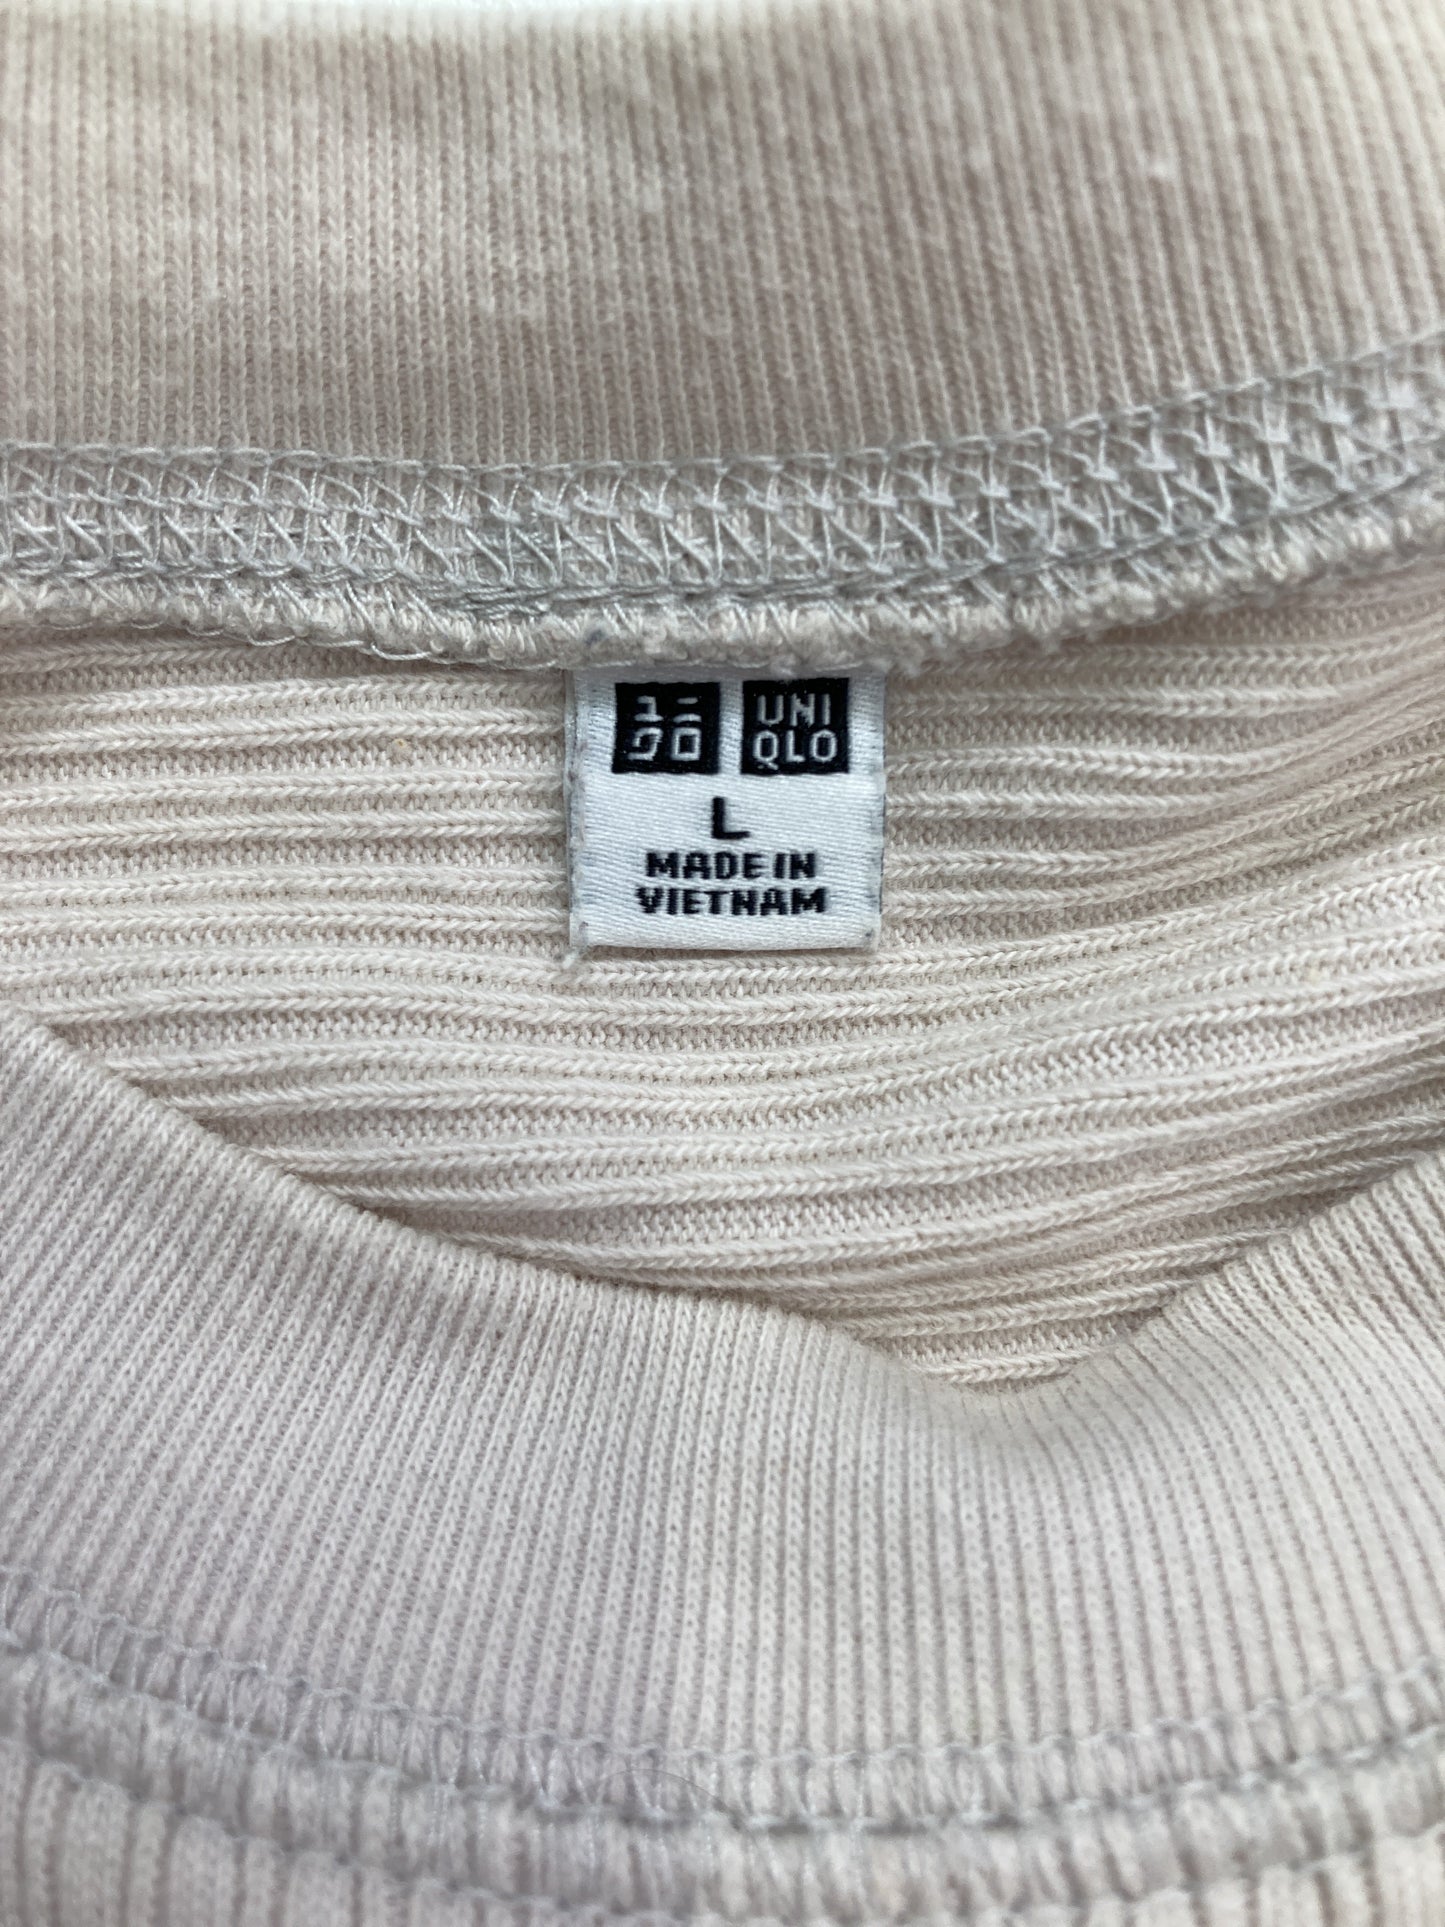 ユニ UNI
クロ QLO
L
MADE IN
VIETNAM